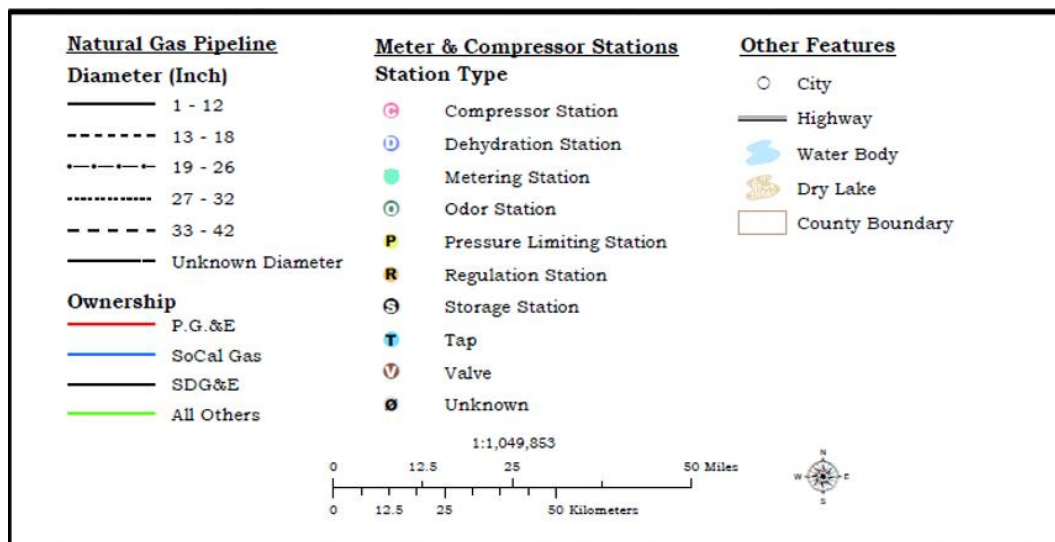 Natural Gas Pipeline
Diameter (Inch)
1 - 12
13 - 18
19 - 26
27 - 32
33 - 42
Unknown Diameter
Ownership
P.G.&E
SoCal Gas
SDG&E
All Others
Meter & Compressor Stations
Station Type
C Compressor Station
D Dehydration Station
Metering Station
Odor Station
P Pressure Limiting Station
R Regulation Station
S Storage Station
T Tap
V Valve
Ø Unknown
Other Features
City
Highway
Water Body
Dry Lake
County Boundary
1:1,049,853
0 12.5 25 50 Miles
0 12.5 25 50 Kilometers
N
W E
S